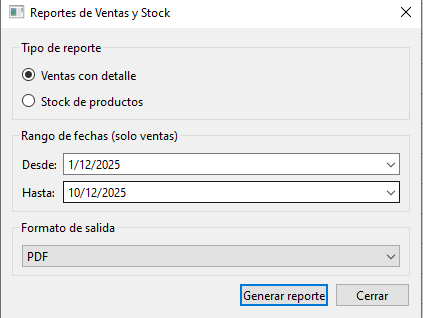 Reportes de Ventas y Stock
Tipo de reporte
Ventas con detalle
Stock de productos
Rango de fechas (solo ventas)
Desde: 1/12/2025
Hasta: 10/12/2025
Formato de salida
PDF
Generar reporte Cerrar